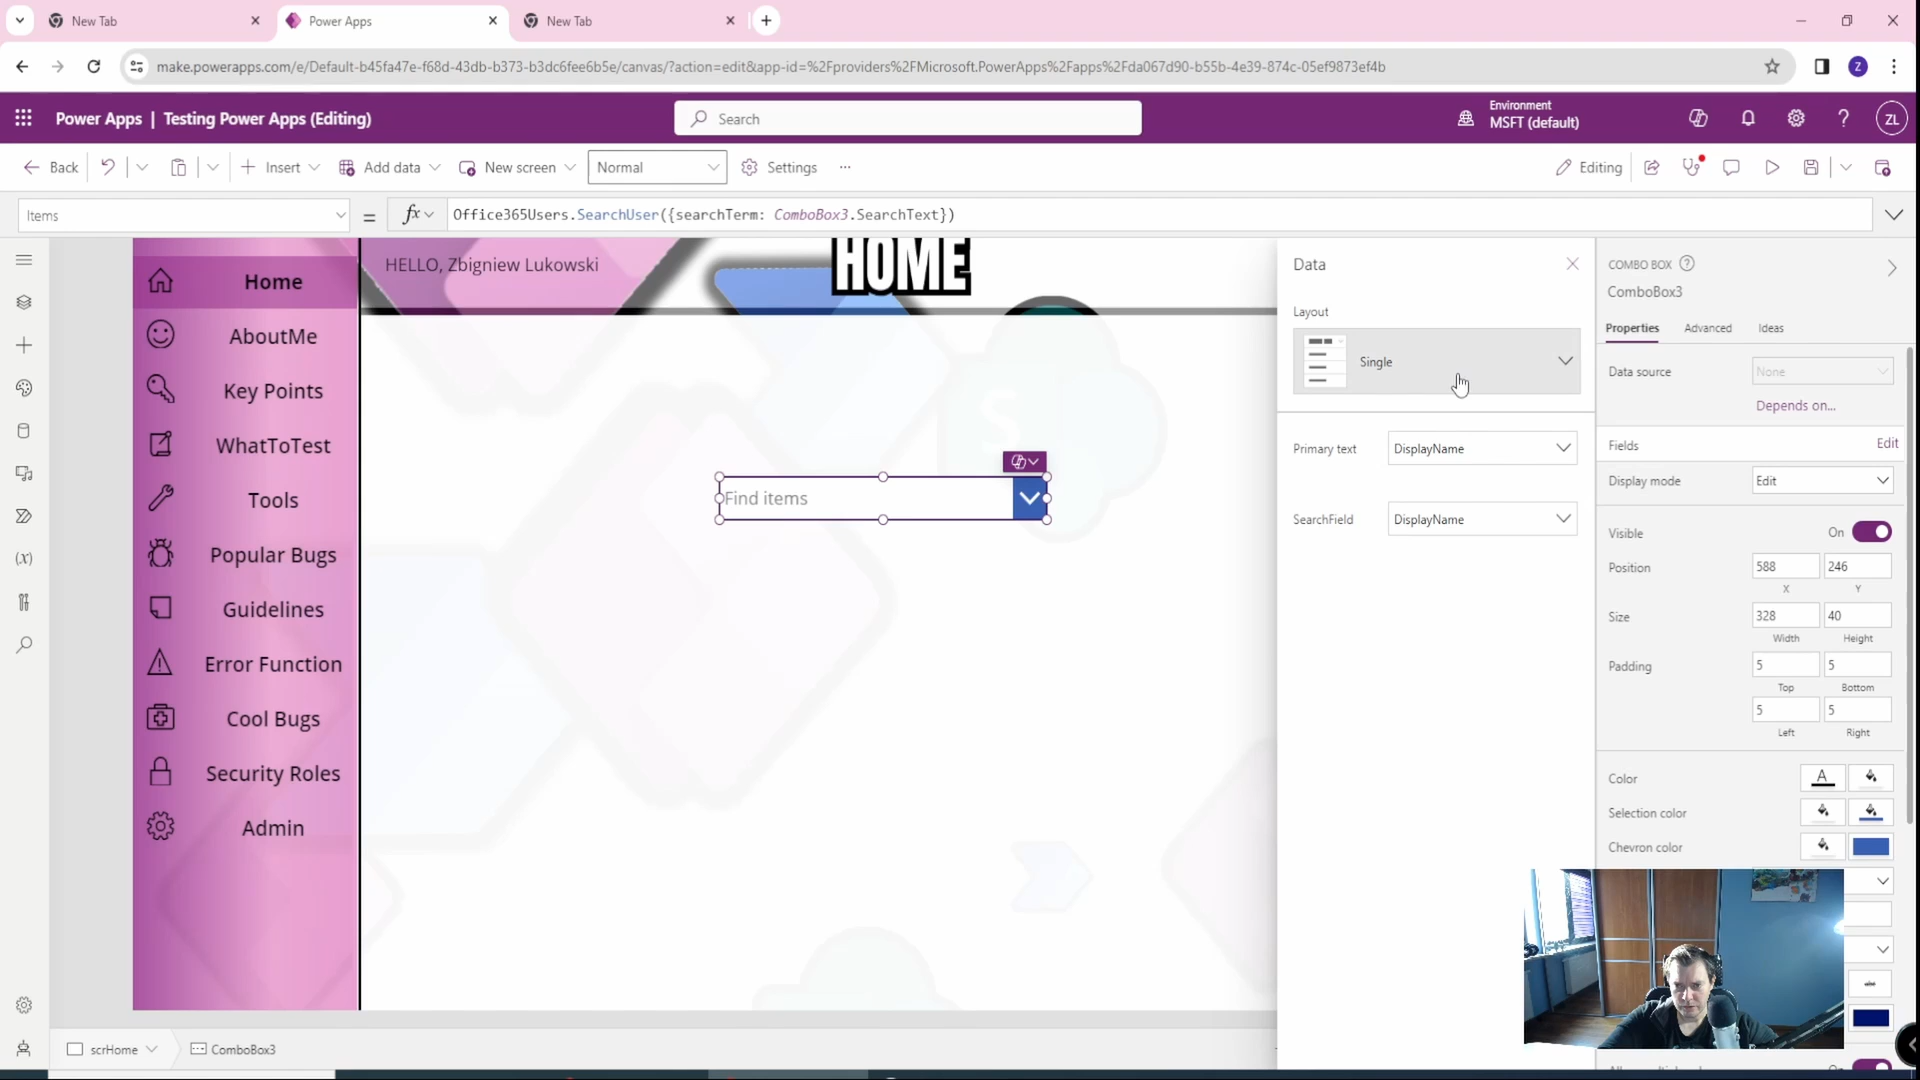 New Tab
Power Apps
New Tab
make.powerapps.com/e/Default-b45fa47e-f68d-43db-b373-b3dc6fee6b5e/canvas/?action=edit&app-id=%2Fproviders%2FMicrosoft.PowerApps%2Fapps%2Fda067d90-b55b-4e39-874c-05ef9873ef4b
Z
Power Apps | Testing Power Apps (Editing)
Search
Environment
MSFT (default)
ZL
Back
Insert
Add data
New screen
Normal
Settings
Editing
Items
= fx
Office365Users.SearchUser({searchTerm: ComboBox3.SearchText})
HELLO, Zbigniew Lukowski
HOME
Home
AboutMe
Key Points
WhatToTest
Tools
Popular Bugs
Guidelines
Error Function
Cool Bugs
Security Roles
Admin
S
Find items
Data
Layout
Single
Primary text
DisplayName
SearchField
DisplayName
COMBO BOX
ComboBox3
Properties
Advanced
Ideas
Data source
None
Depends on...
Fields
Edit
Display mode
Edit
Visible
On
Position
588
246
X
Y
Size
328
40
Width
Height
Padding
5
5
Top
Bottom
5
5
Left
Right
Color
A
Selection color
Chevron color
scrHome
ComboBox3